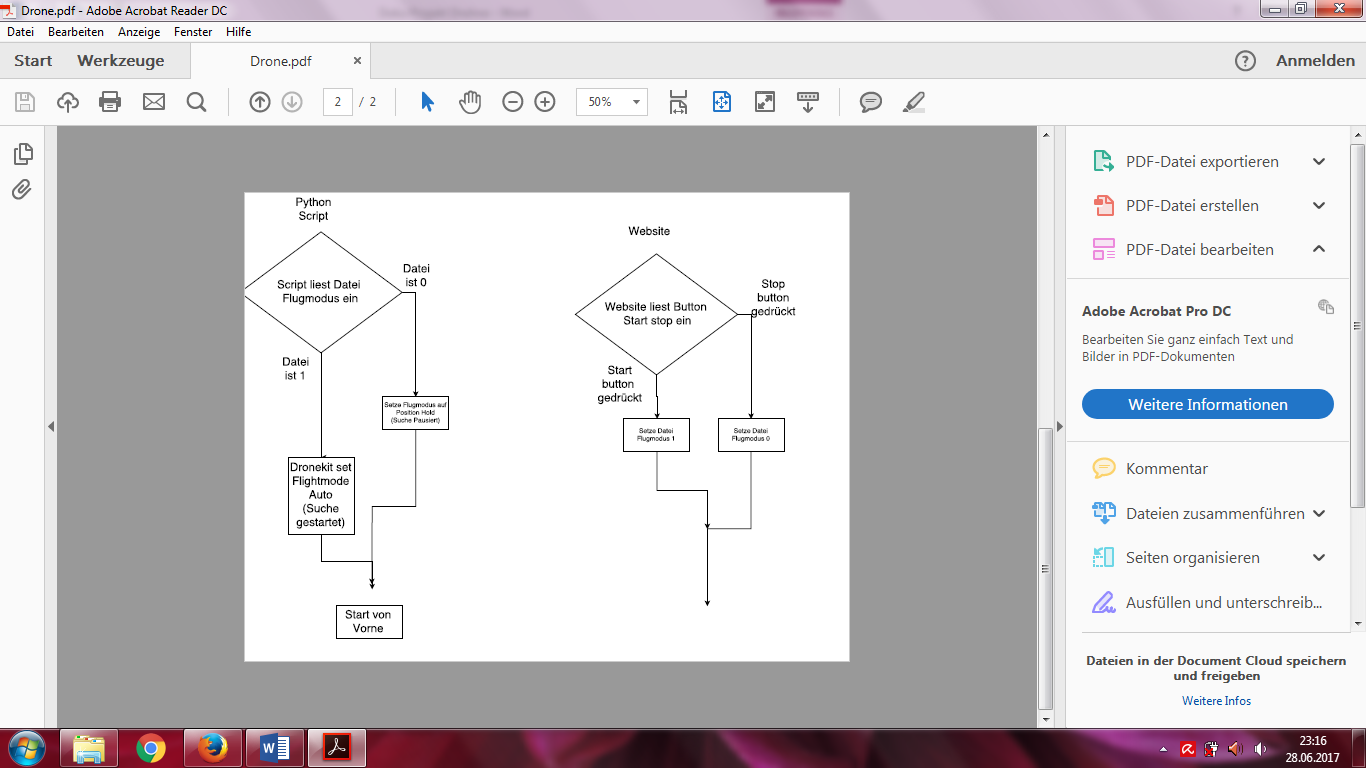 Drone.pdf - Adobe Acrobat Reader DC
Datei Bearbeiten Anzeige Fenster Hilfe
Start Werkzeuge Drone.pdf × Anmelden
2 / 2 50%
Python
Script
Script liest Datei
Flugmodus ein
Datei
ist 0
Datei
ist 1
Setze Flugmodus auf
Position Hold
(Suche Pausiert)
Dronekit set
Flightmode
Auto
(Suche
gestartet)
Start von
Vorne
Website
Website liest Button
Start stop ein
Stop
button
gedrückt
Start
button
gedrückt
Setze Datei
Flugmodus 1
Setze Datei
Flugmodus 0
PDF-Datei exportieren
PDF-Datei erstellen
PDF-Datei bearbeiten
Adobe Acrobat Pro DC
Bearbeiten Sie ganz einfach Text und
Bilder in PDF-Dokumenten
Weitere Informationen
Kommentar
Dateien zusammenführen
Seiten organisieren
Ausfüllen und unterschreib...
Dateien in der Document Cloud speichern
und freigeben
Weitere Infos
23:16
28.06.2017